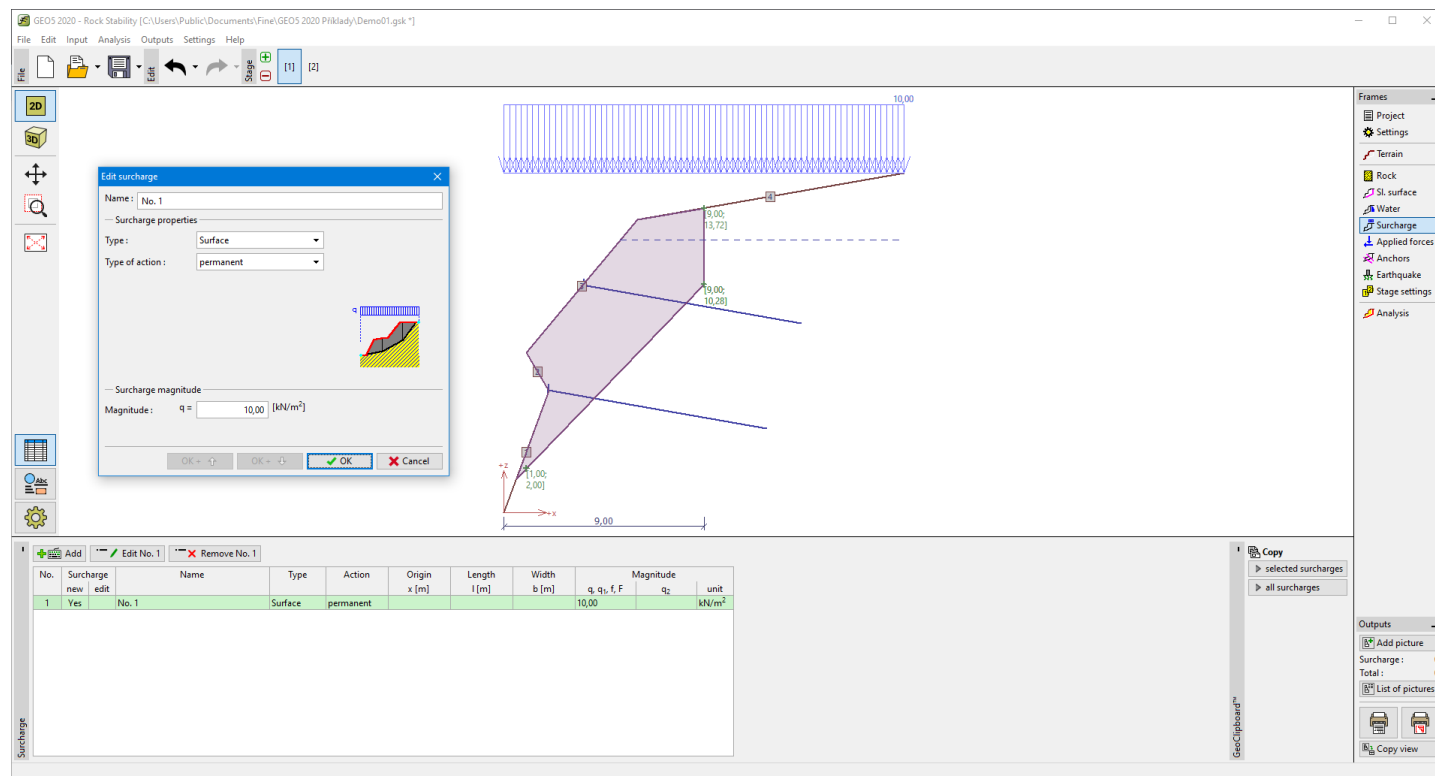 GEO5 2020 - Rock Stability [C:\Users\Public\Documents\Fine\GEO5 2020 Příklady\Demo01.gsk *]
File Edit Input Analysis Outputs Settings Help
File
Edit
Stage
[1] [2]
2D
3D
Abc
Edit surcharge
Name : No. 1
Surcharge properties
Type : Surface
Type of action : permanent
q
Surcharge magnitude
Magnitude : q = 10,00 [kN/m²]
OK + OK + OK Cancel
10,00
4
[9,00;
13,72]
3
[9,00;
10,28]
2
1
+z
[1,00;
2,00]
+x
9,00
Frames
Project
Settings
Terrain
Rock
Sl. surface
Water
Surcharge
Applied forces
Anchors
Earthquake
Stage settings
Analysis
Add Edit No. 1 Remove No. 1
No. Surcharge Name Type Action Origin Length Width Magnitude
new edit x [m] l [m] b [m] q, q₁, f, F q₂ unit
1 Yes No. 1 Surface permanent 10,00 kN/m²
Surcharge
GeoClipboard™
Copy
selected surcharges
all surcharges
Outputs
Add picture
Surcharge :
Total :
List of pictures
Copy view